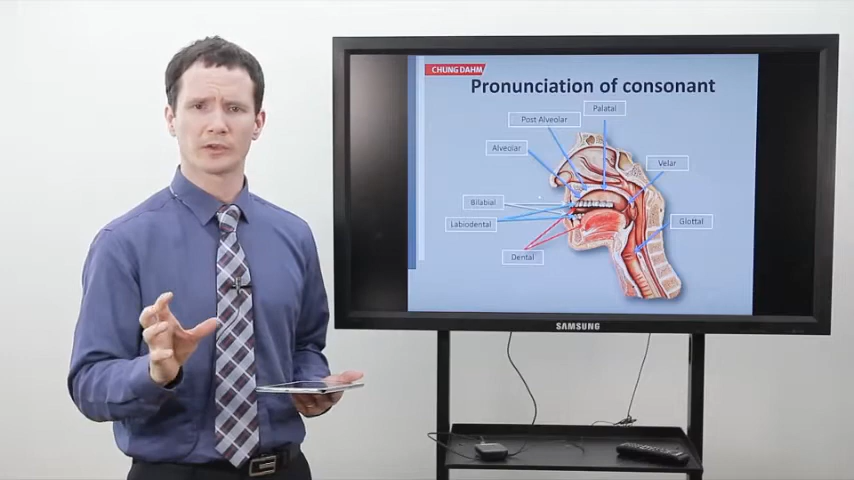 CHUNG DAHM
Pronunciation of consonant
Palatal
Post Alveolar
Alveolar
Velar
Bilabial
Labiodental
Glottal
Dental
SAMSUNG